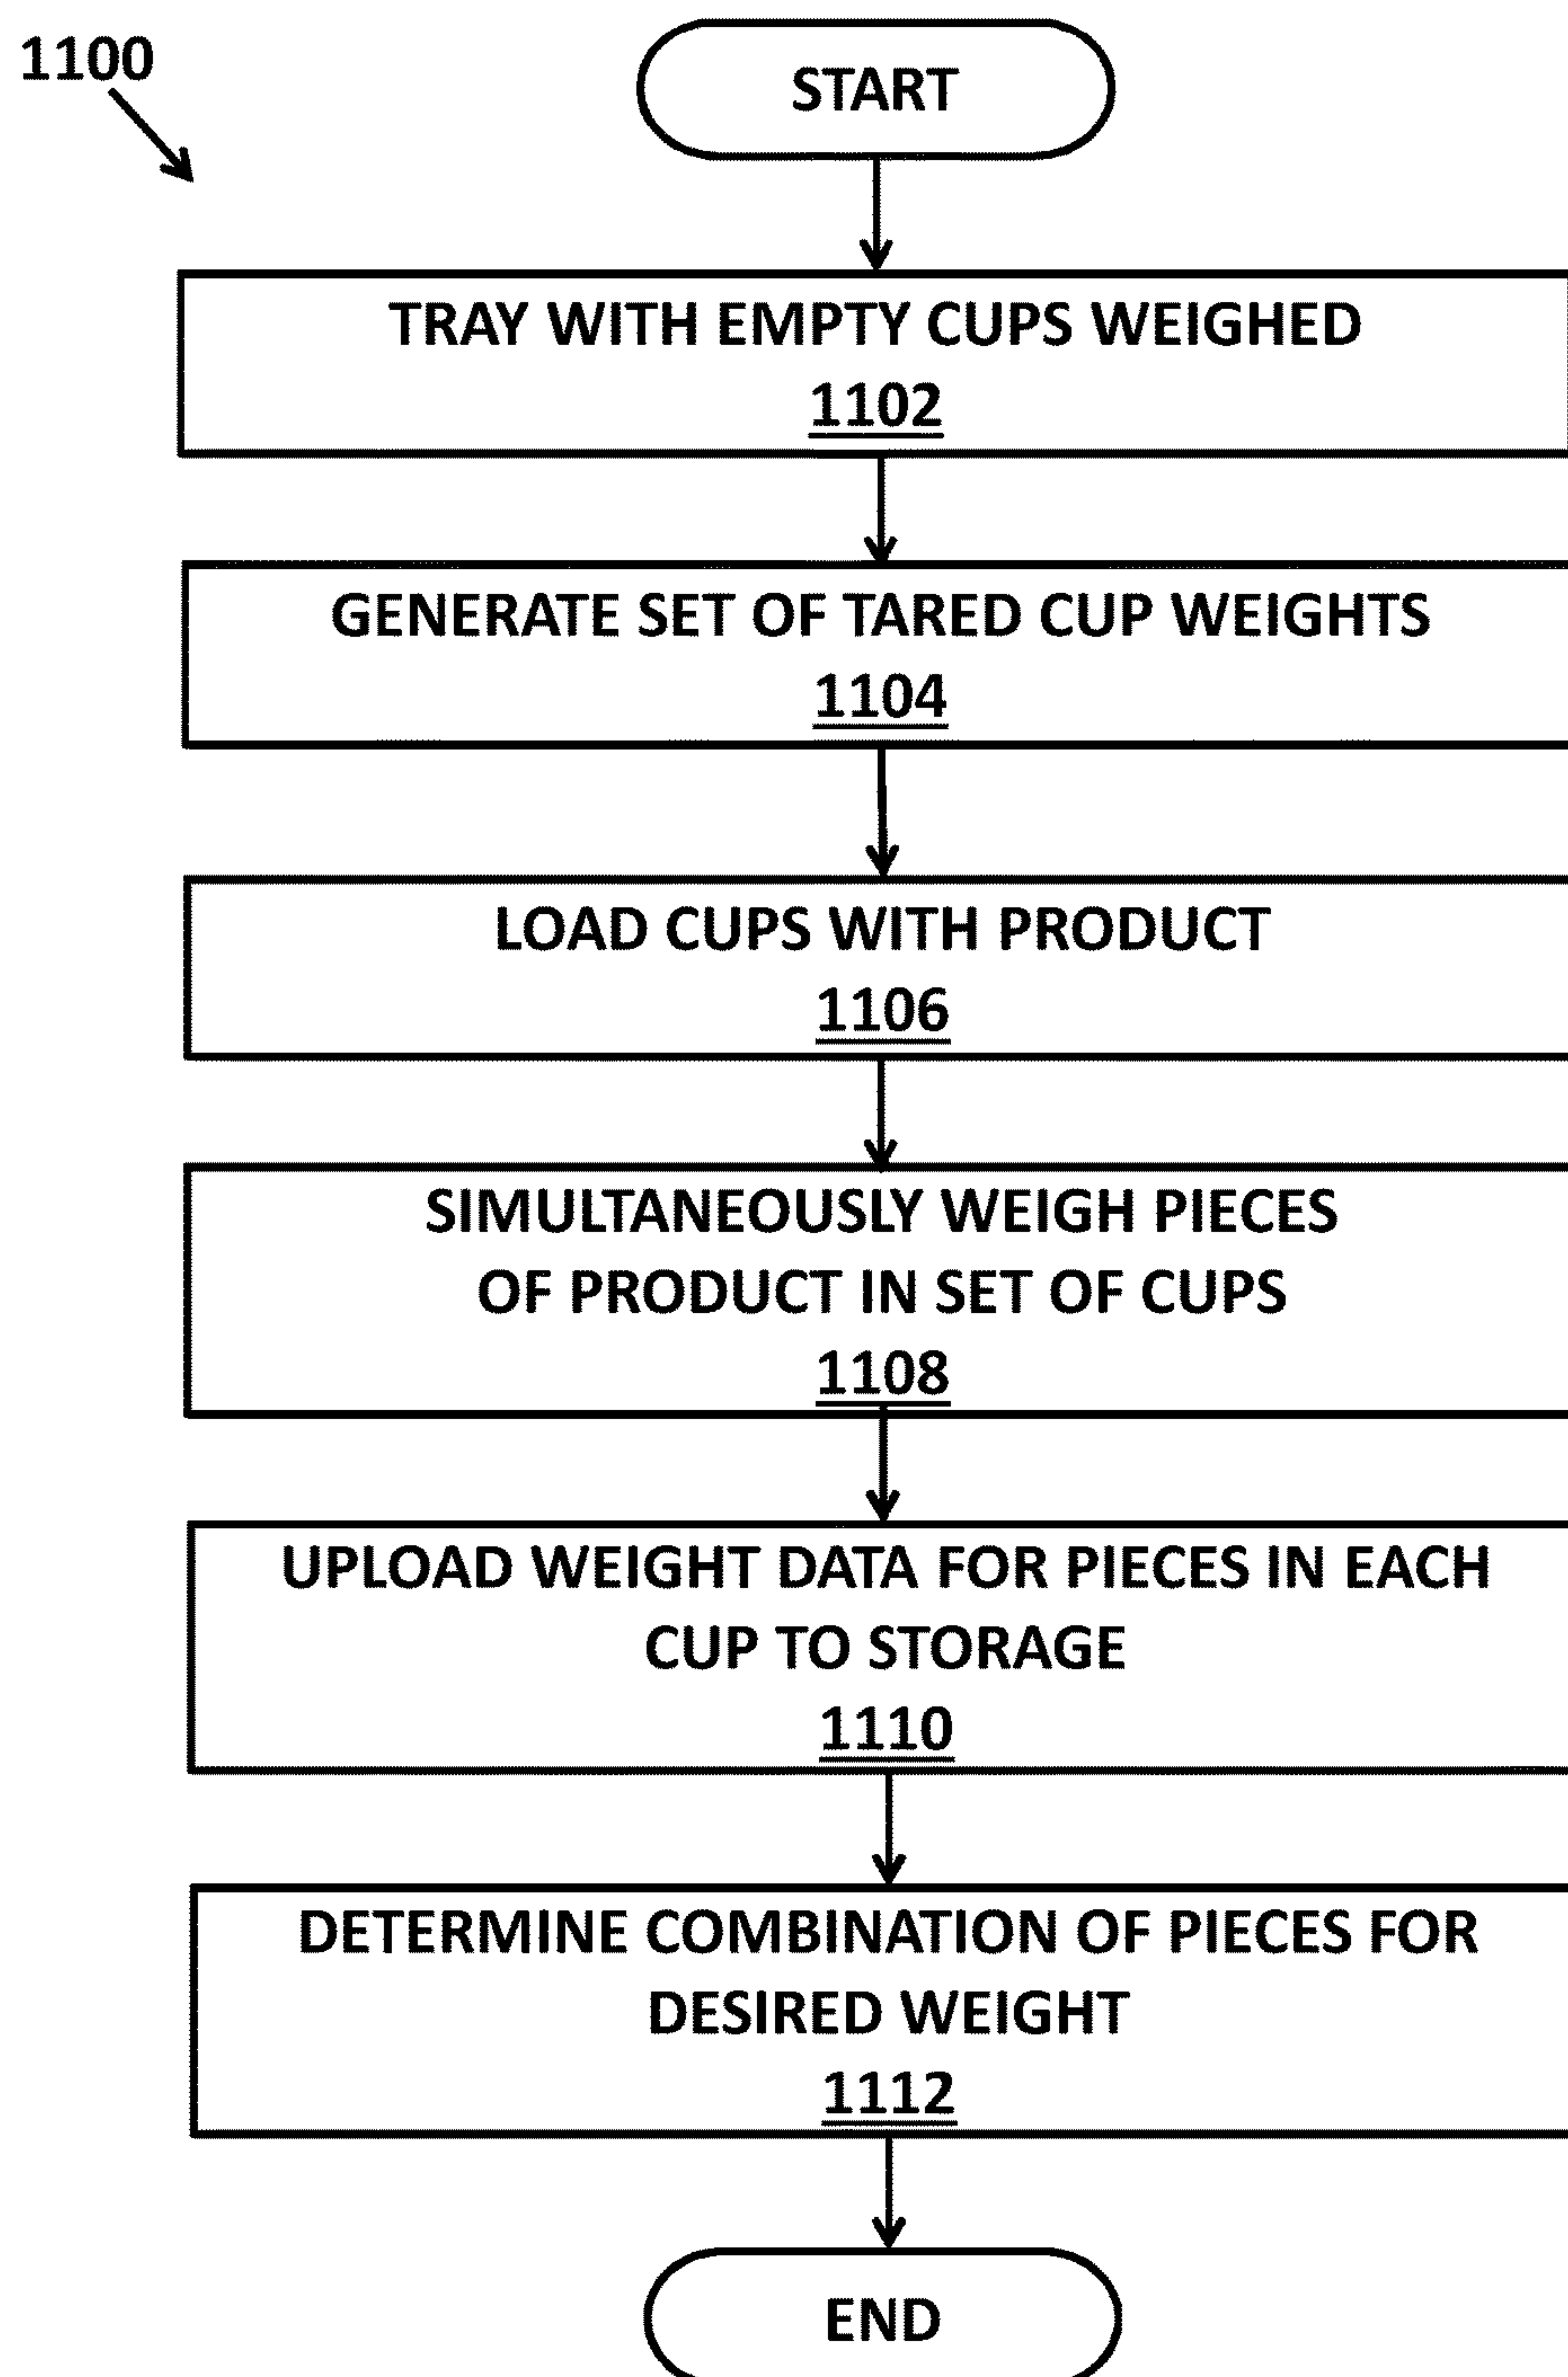 1100
START
TRAY WITH EMPTY CUPS WEIGHED
1102
GENERATE SET OF TARED CUP WEIGHTS
1104
LOAD CUPS WITH PRODUCT
1106
SIMULTANEOUSLY WEIGH PIECES
OF PRODUCT IN SET OF CUPS
1108
UPLOAD WEIGHT DATA FOR PIECES IN EACH
CUP TO STORAGE
1110
DETERMINE COMBINATION OF PIECES FOR
DESIRED WEIGHT
1112
END